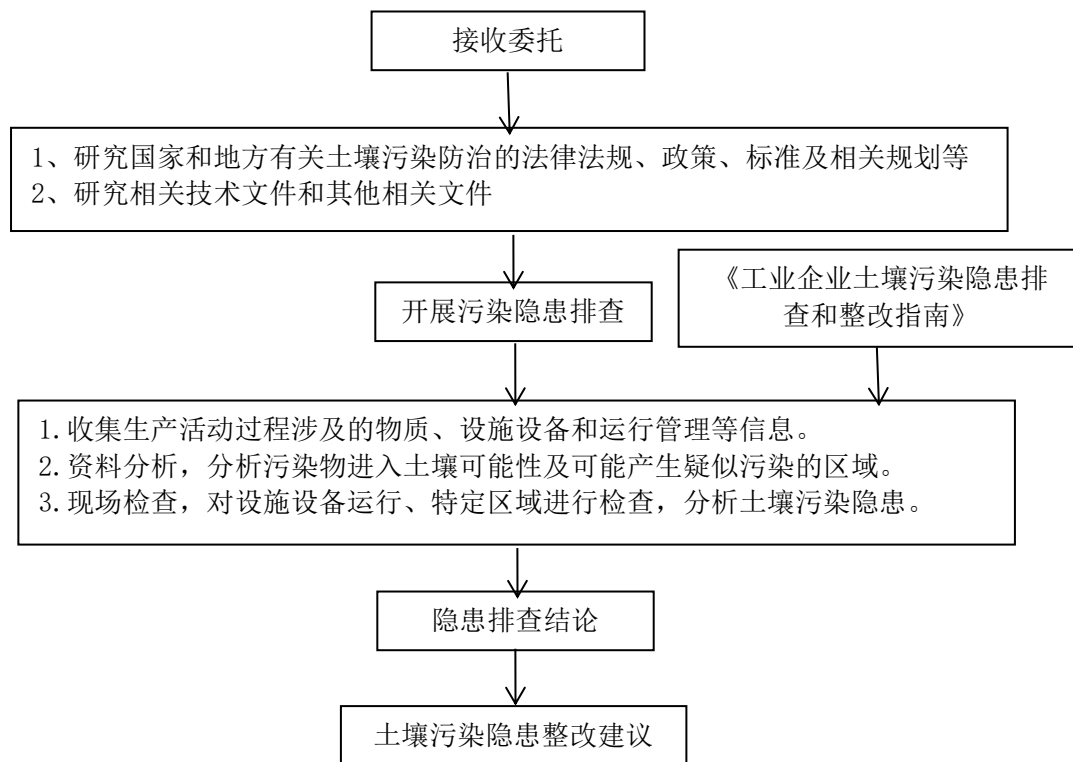 接收委托
1、研究国家和地方有关土壤污染防治的法律法规、政策、标准及相关规划等
2、研究相关技术文件和其他相关文件
《工业企业土壤污染隐患排
查和整改指南》
开展污染隐患排查
1.收集生产活动过程涉及的物质、设施设备和运行管理等信息。
2.资料分析，分析污染物进入土壤可能性及可能产生疑似污染的区域。
3.现场检查，对设施设备运行、特定区域进行检查，分析土壤污染隐患。
隐患排查结论
土壤污染隐患整改建议